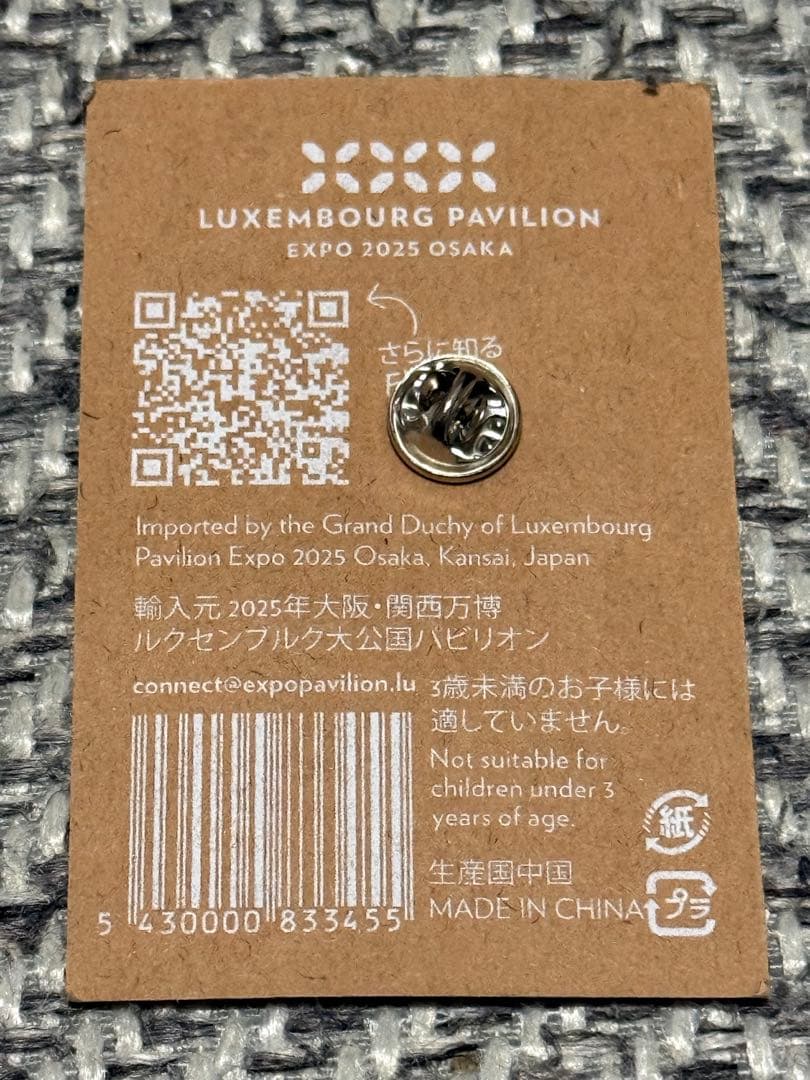 LUXEMBOURG PAVILION
EXPO 2025 OSAKA
さらに知る
Imported by the Grand Duchy of Luxembourg
Pavilion Expo 2025 Osaka, Kansai, Japan
輸入元 2025年大阪・関西万博
ルクセンブルク大公国パビリオン
connect@expopavilion.lu
3歳未満のお子様には
適していません。
Not suitable for
children under 3
years of age.
紙
生産国中国
MADE IN CHINA
プラ
5 430000 833455